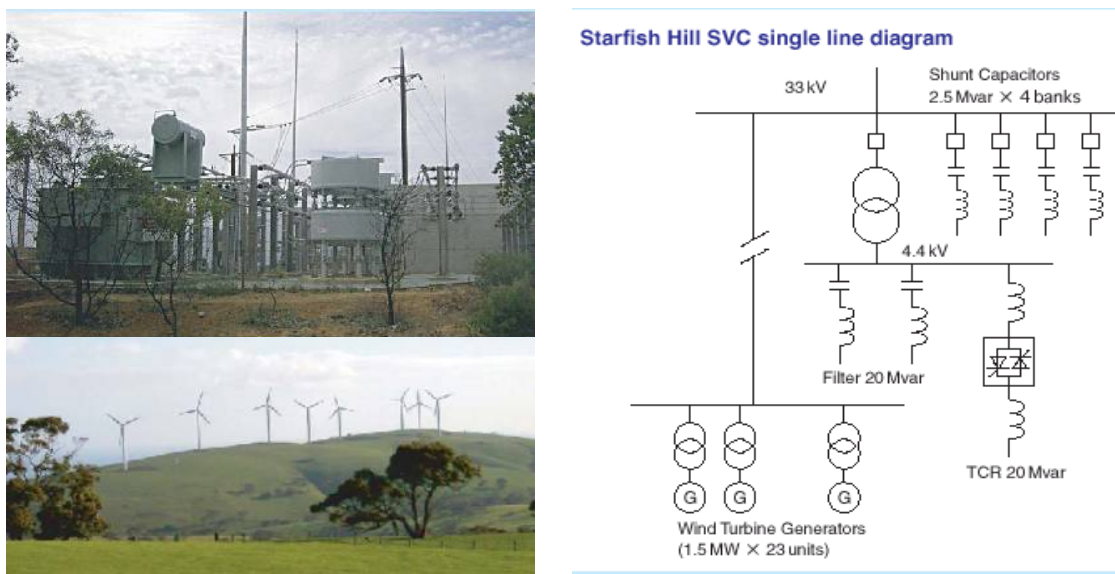 Starfish Hill SVC single line diagram
33 kV
Shunt Capacitors
2.5 Mvar × 4 banks
4.4 kV
Filter 20 Mvar
TCR 20 Mvar
G
G
G
Wind Turbine Generators
(1.5 MW × 23 units)